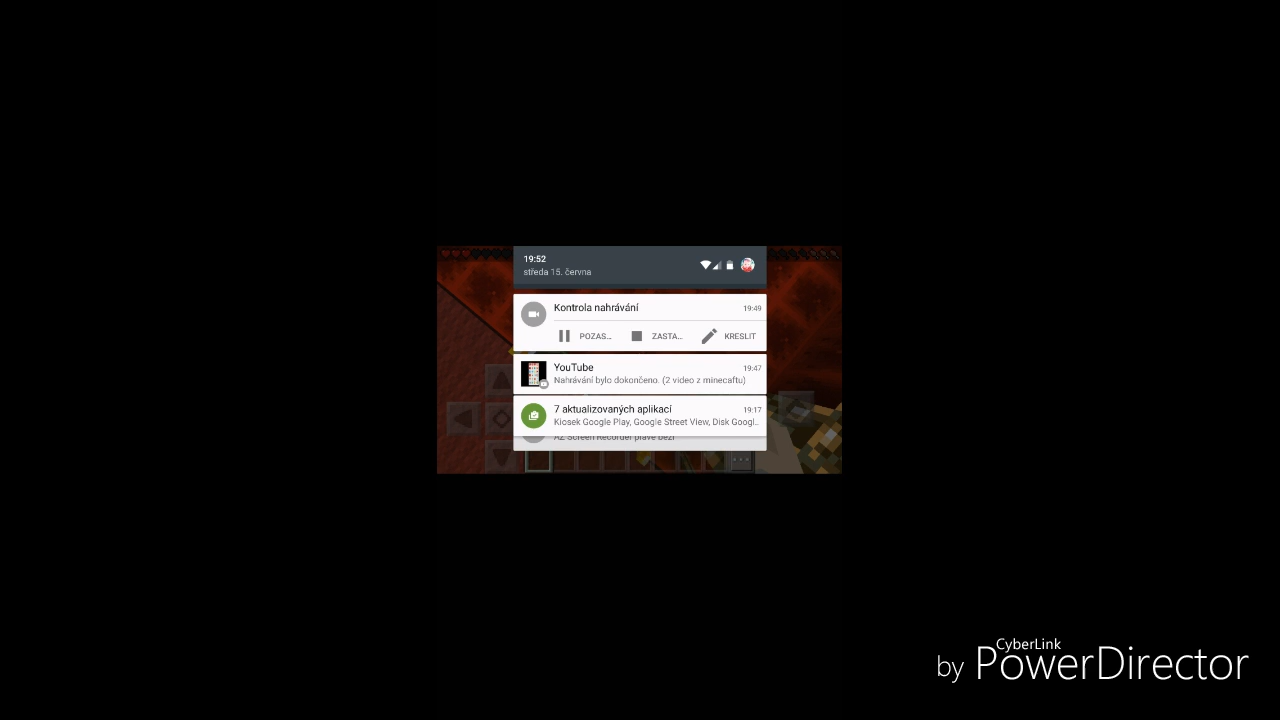 19:52
středa 15. června
Kontrola nahrávání 19:49
POZAS... ZASTA... KRESLIT
YouTube 19:47
Nahrávání bylo dokončeno. (2 video z minecaftu)
7 aktualizovaných aplikací 19:17
Kiosek Google Play, Google Street View, Disk Googl..
AZ Screen Recorder právě běží
CyberLink
by PowerDirector